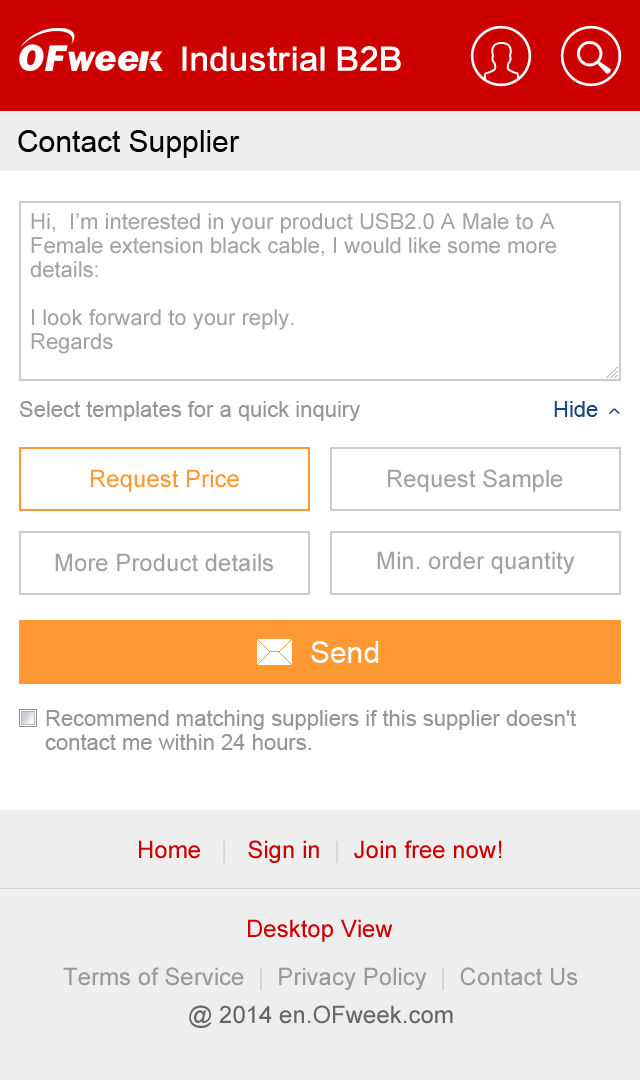 OFweek Industrial B2B
Contact Supplier
Hi,  I'm interested in your product USB2.0 A Male to A
Female extension black cable, I would like some more
details:
I look forward to your reply.
Regards
Select templates for a quick inquiry Hide
Request Price Request Sample
More Product details Min. order quantity
Send
Recommend matching suppliers if this supplier doesn't
contact me within 24 hours.
Home | Sign in | Join free now!
Desktop View
Terms of Service | Privacy Policy | Contact Us
@ 2014 en.OFweek.com